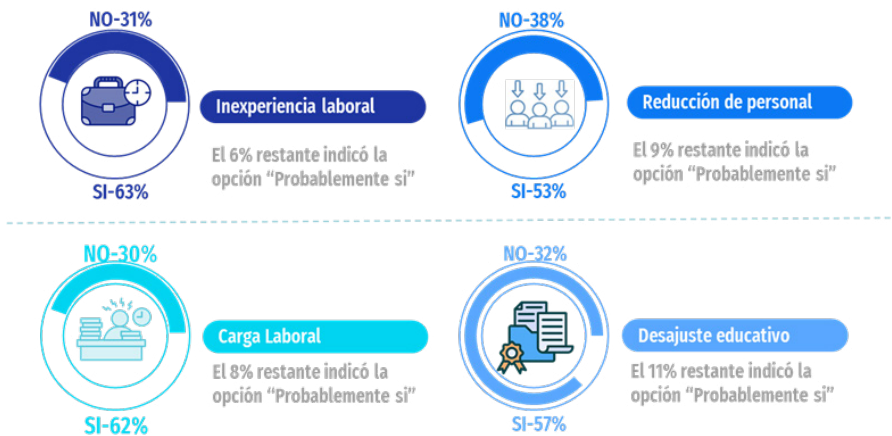 NO-31%
Inexperiencia laboral
El 6% restante indicó la
opción “Probablemente si”
SI-63%
NO-38%
Reducción de personal
El 9% restante indicó la
opción “Probablemente si”
SI-53%
NO-30%
Carga Laboral
El 8% restante indicó la
opción “Probablemente si”
SI-62%
NO-32%
Desajuste educativo
El 11% restante indicó la
opción “Probablemente si”
SI-57%